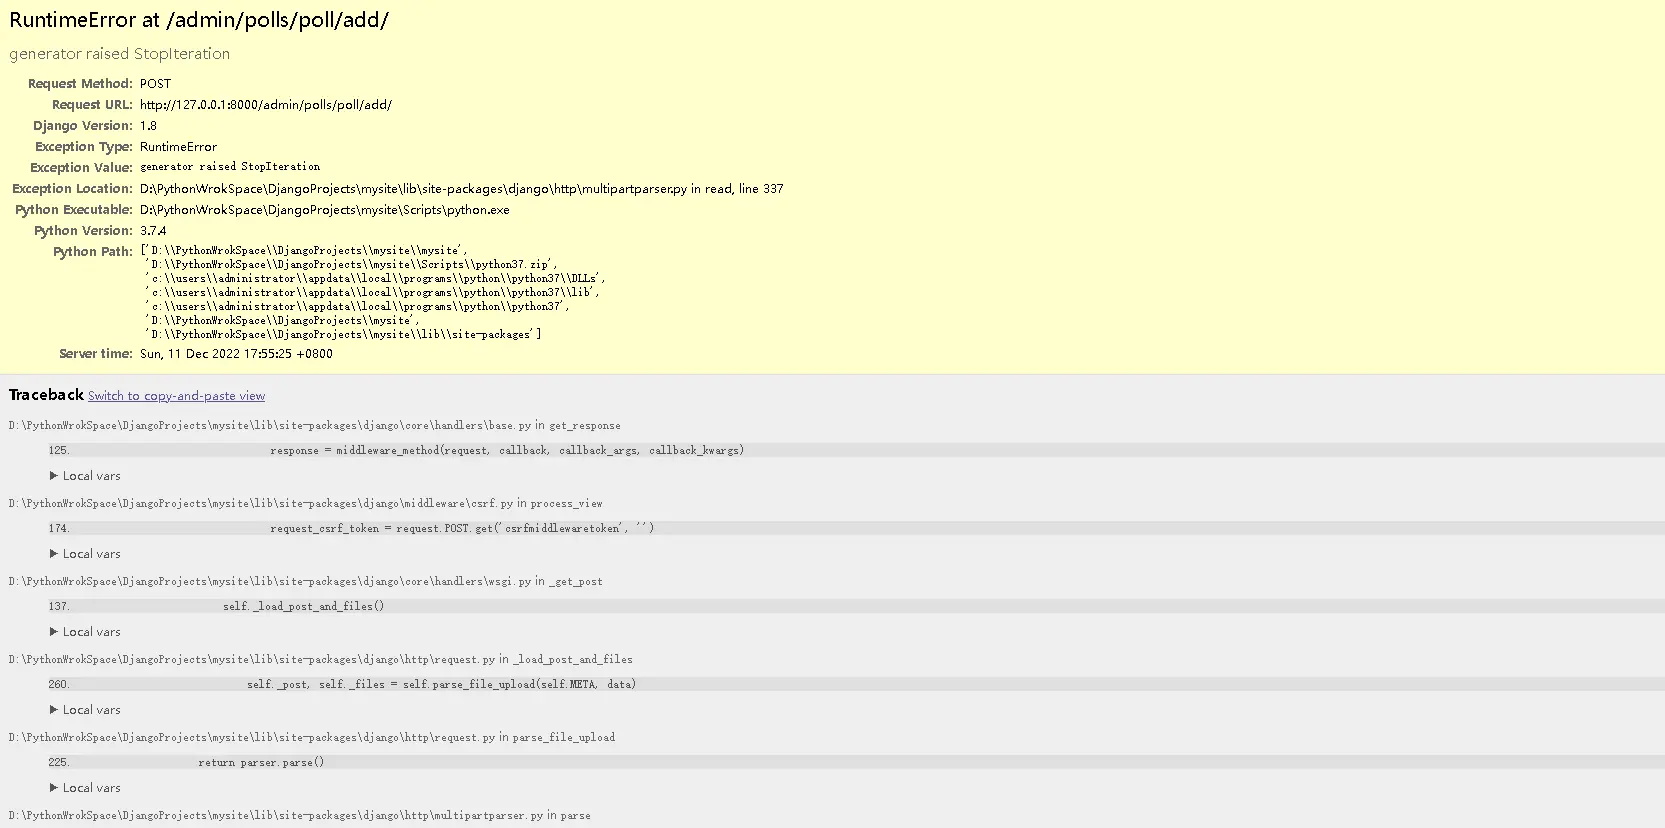 RuntimeError at /admin/polls/poll/add/
generator raised StopIteration
Request Method: POST
Request URL: http://127.0.0.1:8000/admin/polls/poll/add/
Django Version: 1.8
Exception Type: RuntimeError
Exception Value: generator raised StopIteration
Exception Location: D:\PythonWrokSpace\DjangoProjects\mysite\lib\site-packages\django\http\multipartparser.py in read, line 337
Python Executable: D:\PythonWrokSpace\DjangoProjects\mysite\Scripts\python.exe
Python Version: 3.7.4
Python Path: ['D:\\PythonWrokSpace\\DjangoProjects\\mysite\\mysite',
'D:\\PythonWrokSpace\\DjangoProjects\\mysite\\Scripts\\python37.zip',
'c:\\users\\administrator\\appdata\\local\\programs\\python\\python37\\DLLs',
'c:\\users\\administrator\\appdata\\local\\programs\\python\\python37\\lib',
'c:\\users\\administrator\\appdata\\local\\programs\\python\\python37',
'D:\\PythonWrokSpace\\DjangoProjects\\mysite',
'D:\\PythonWrokSpace\\DjangoProjects\\mysite\\lib\\site-packages']
Server time: Sun, 11 Dec 2022 17:55:25 +0800
Traceback Switch to copy-and-paste view
D:\PythonWrokSpace\DjangoProjects\mysite\lib\site-packages\django\core\handlers\base.py in get_response
125. response = middleware_method(request, callback, callback_args, callback_kwargs)
▶ Local vars
D:\PythonWrokSpace\DjangoProjects\mysite\lib\site-packages\django\middleware\csrf.py in process_view
174. request_csrf_token = request.POST.get('csrfmiddlewaretoken', '')
▶ Local vars
D:\PythonWrokSpace\DjangoProjects\mysite\lib\site-packages\django\core\handlers\wsgi.py in _get_post
137. self._load_post_and_files()
▶ Local vars
D:\PythonWrokSpace\DjangoProjects\mysite\lib\site-packages\django\http\request.py in _load_post_and_files
260. self._post, self._files = self.parse_file_upload(self.META, data)
▶ Local vars
D:\PythonWrokSpace\DjangoProjects\mysite\lib\site-packages\django\http\request.py in parse_file_upload
225. return parser.parse()
▶ Local vars
D:\PythonWrokSpace\DjangoProjects\mysite\lib\site-packages\django\http\multipartparser.py in parse